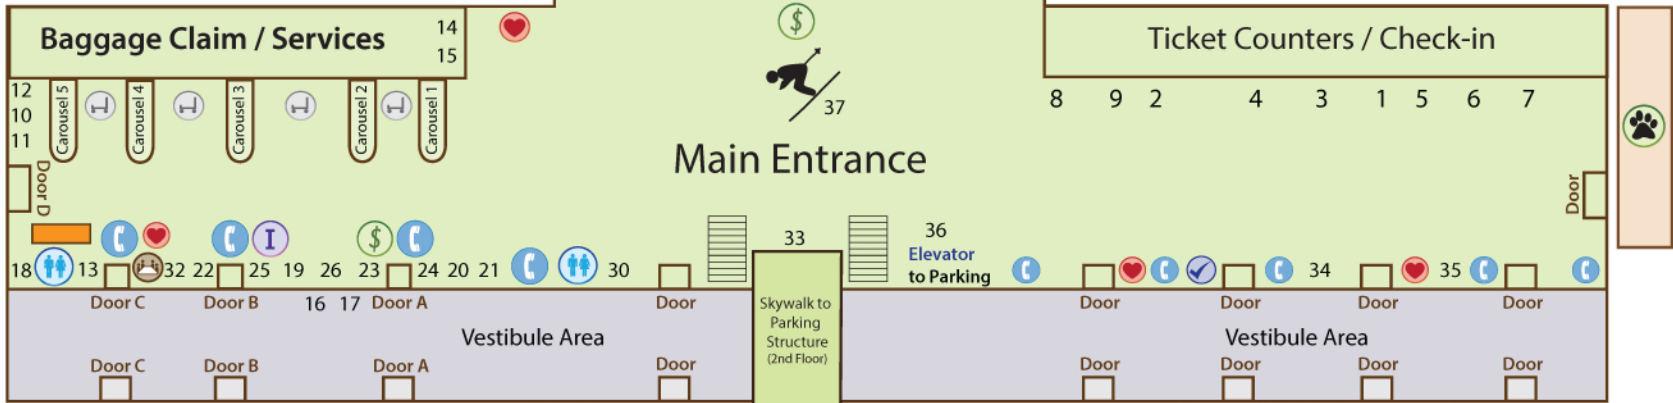 Baggage Claim / Services
14
15
$
Ticket Counters / Check-in
12
10
11
Carousel 5
Carousel 4
Carousel 3
Carousel 2
Carousel 1
37
8 9 2 4 3 1 5 6 7
Main Entrance
Door D
Door
I
$
33
36
Elevator
to Parking
18 13 32 22 25 19 26 23 24 20 21 30
34 35
Door C Door B 16 17 Door A Door
Skywalk to
Parking
Structure
(2nd Floor)
Door Door Door Door
Vestibule Area
Vestibule Area
Door C Door B Door A Door
Door Door Door Door